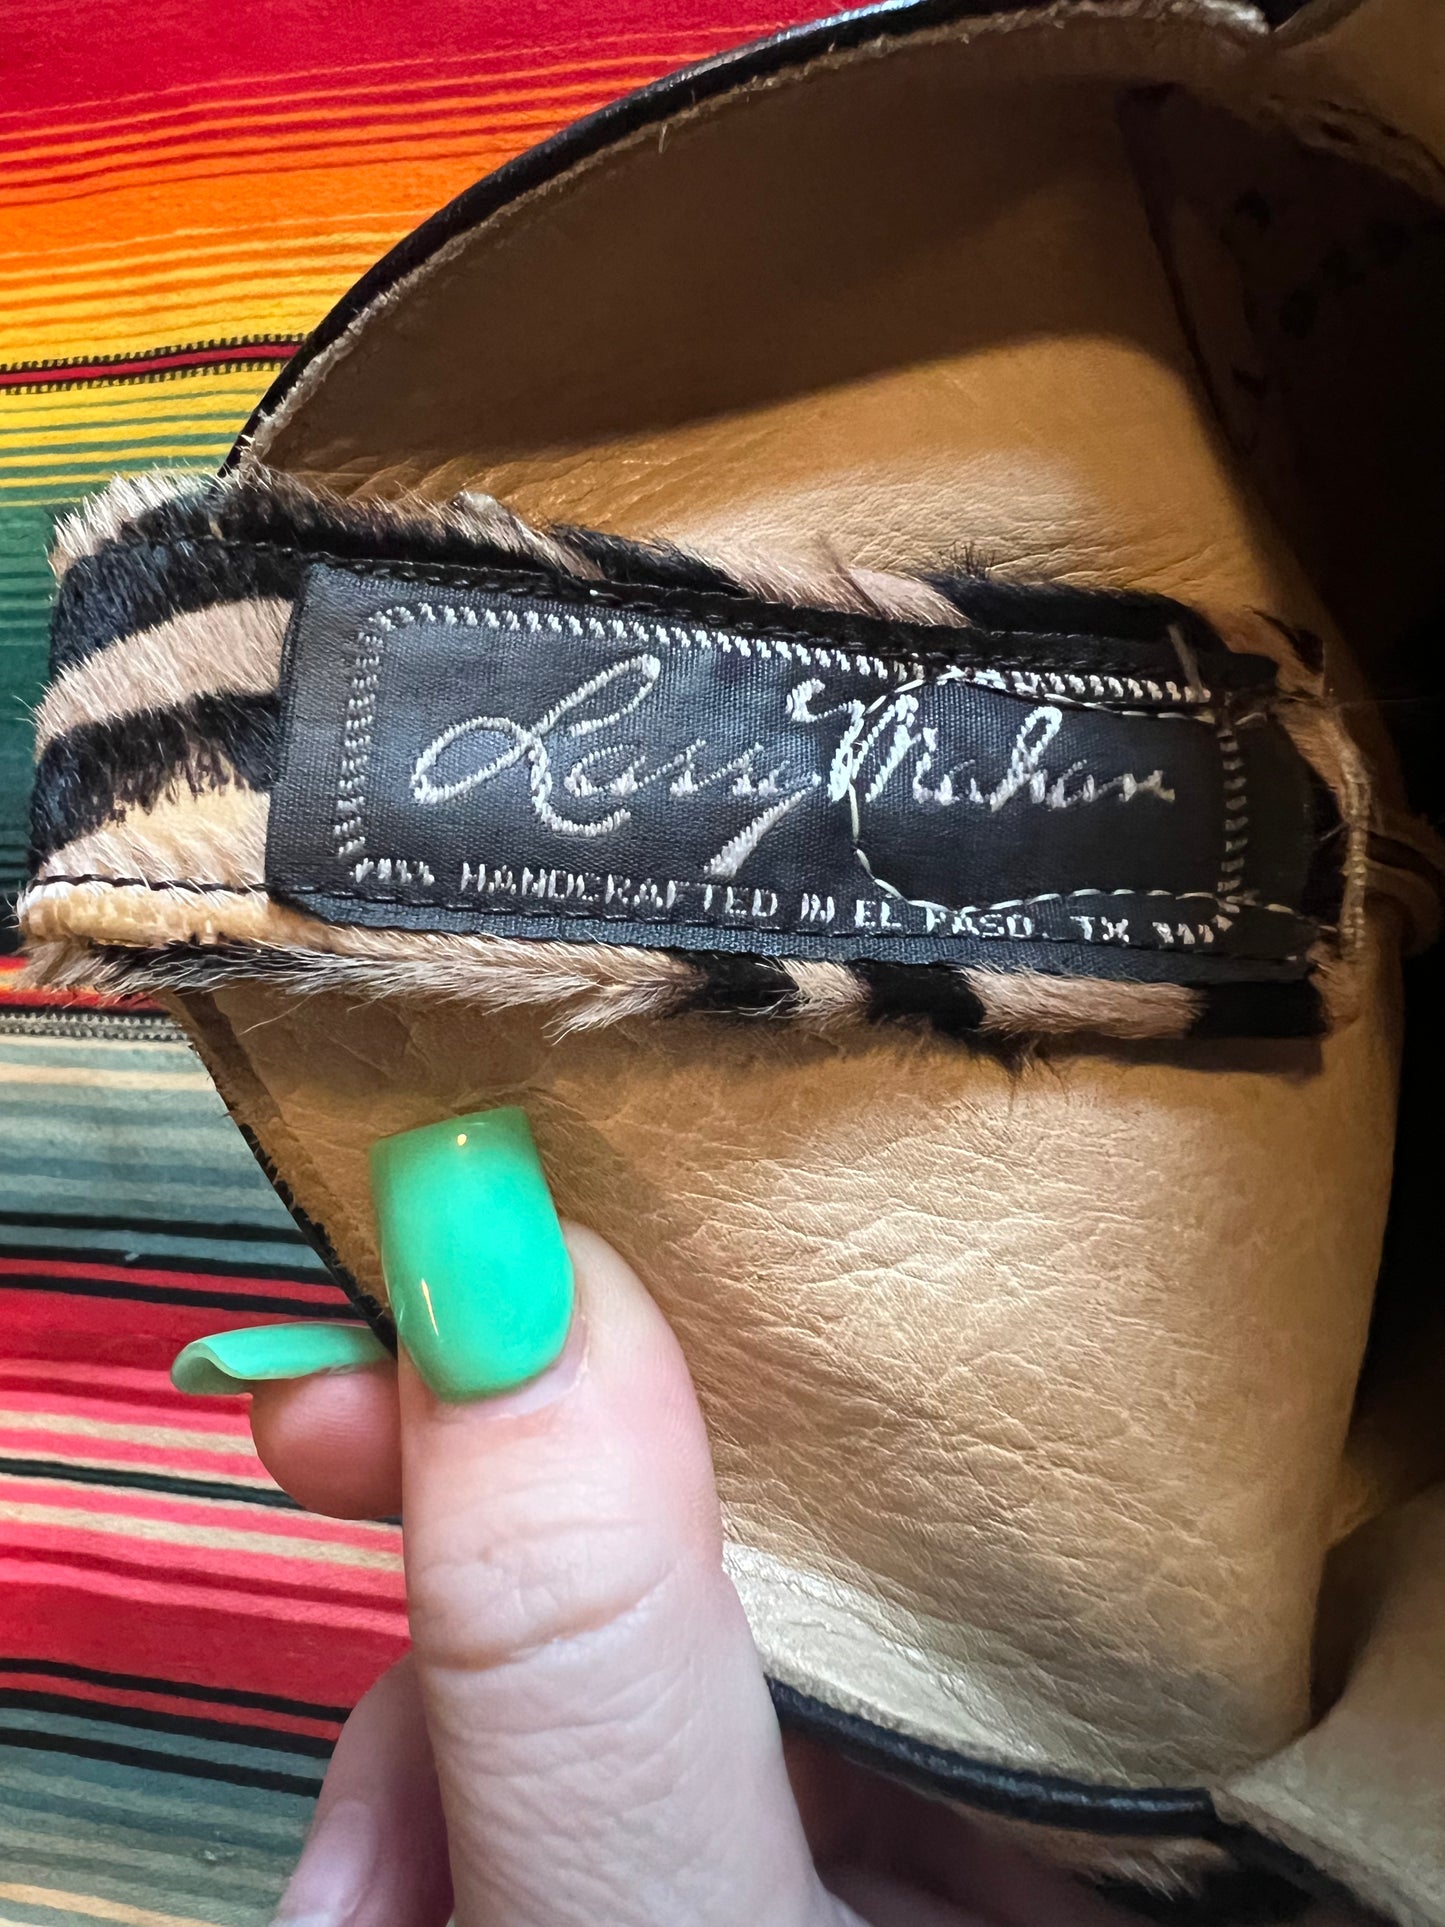 Larry Mahan
HANDCRAFTED IN EL PASO, TX